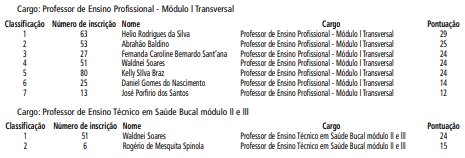 Cargo: Professor de Ensino Profissional - Módulo I Transversal
Classificação Número de inscrição Nome Cargo Pontuação
1 63 Helio Rodrigues da Silva Professor de Ensino Profissional - Módulo I Transversal 29
2 53 Abrahão Baldino Professor de Ensino Profissional - Módulo I Transversal 25
3 27 Fernanda Caroline Bernardo Sant'ana Professor de Ensino Profissional - Módulo I Transversal 24
4 51 Waldnei Soares Professor de Ensino Profissional - Módulo I Transversal 24
5 80 Kelly Silva Braz Professor de Ensino Profissional - Módulo I Transversal 24
6 25 Daniel Gomes do Nascimento Professor de Ensino Profissional - Módulo I Transversal 14
7 13 José Porfirio dos Santos Professor de Ensino Profissional - Módulo I Transversal 12
Cargo: Professor de Ensino Técnico em Saúde Bucal módulo II e III
Classificação Número de inscrição Nome Cargo Pontuação
1 51 Waldnei Soares Professor de Ensino Técnico em Saúde Bucal módulo II e III 24
2 6 Rogério de Mesquita Spinola Professor de Ensino Técnico em Saúde Bucal módulo II e III 15